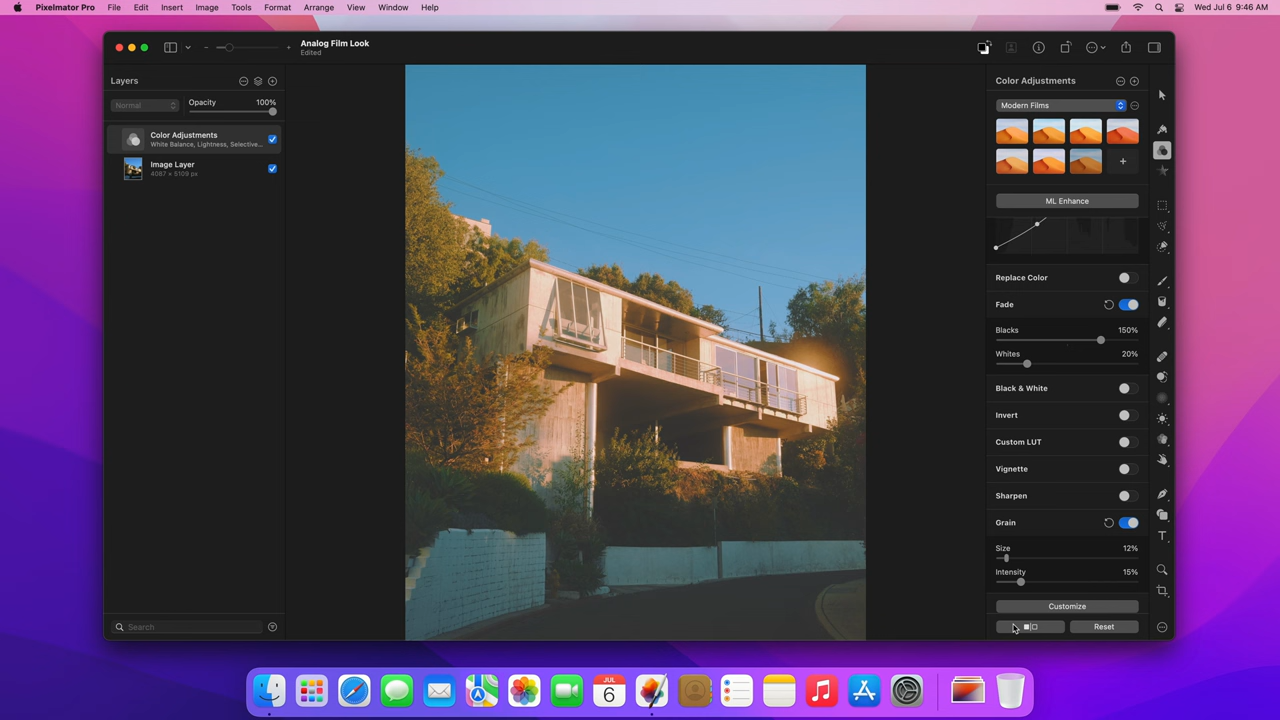 Pixelmator Pro File Edit Insert Image Tools Format Arrange View Window Help Wed Jul 6 9:46 AM
Analog Film Look
Edited
Layers
Normal Opacity 100%
Color Adjustments
White Balance, Lightness, Selective...
Image Layer
4087 × 5109 px
Search
Color Adjustments
Modern Films
ML Enhance
Replace Color
Fade
Blacks 150%
Whites 20%
Black & White
Invert
Custom LUT
Vignette
Sharpen
Grain
Size 12%
Intensity 15%
Customize
Reset
JUL
6